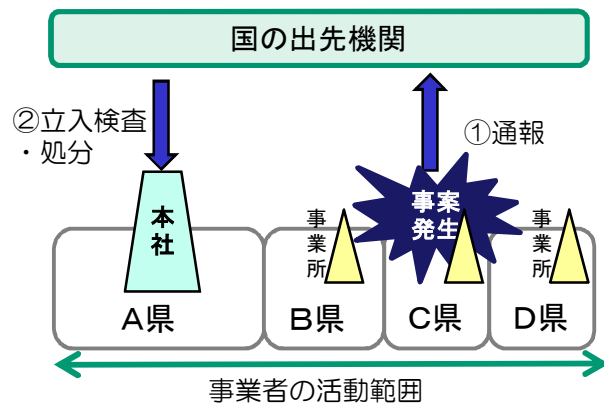 国の出先機関
②立入検査
・処分
①通報
本社
事業所
事案
発生
事業所
A県
B県
C県
D県
事業者の活動範囲